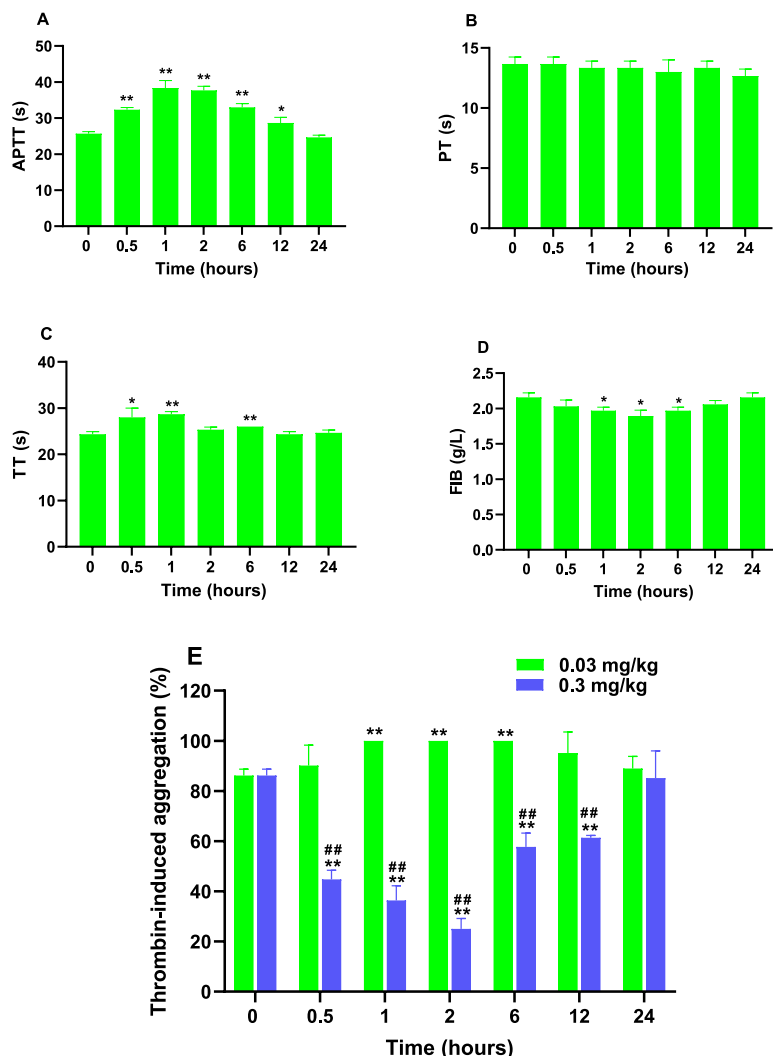 A
APTT (s)
50
40
30
20
10
0
** ** ** ** *
0 0.5 1 2 6 12 24
Time (hours)
B
PT (s)
15
10
5
0
0 0.5 1 2 6 12 24
Time (hours)
C
TT (s)
40
30
20
10
0
* ** **
0 0.5 1 2 6 12 24
Time (hours)
D
FIB (g/L)
2.5
2.0
1.5
1.0
0.5
0.0
* * *
0 0.5 1 2 6 12 24
Time (hours)
E
0.03 mg/kg
0.3 mg/kg
Thrombin-induced aggregation (%)
120
100
80
60
40
20
0
** ** **
## ## ## ## ##
** ** ** ** **
0 0.5 1 2 6 12 24
Time (hours)